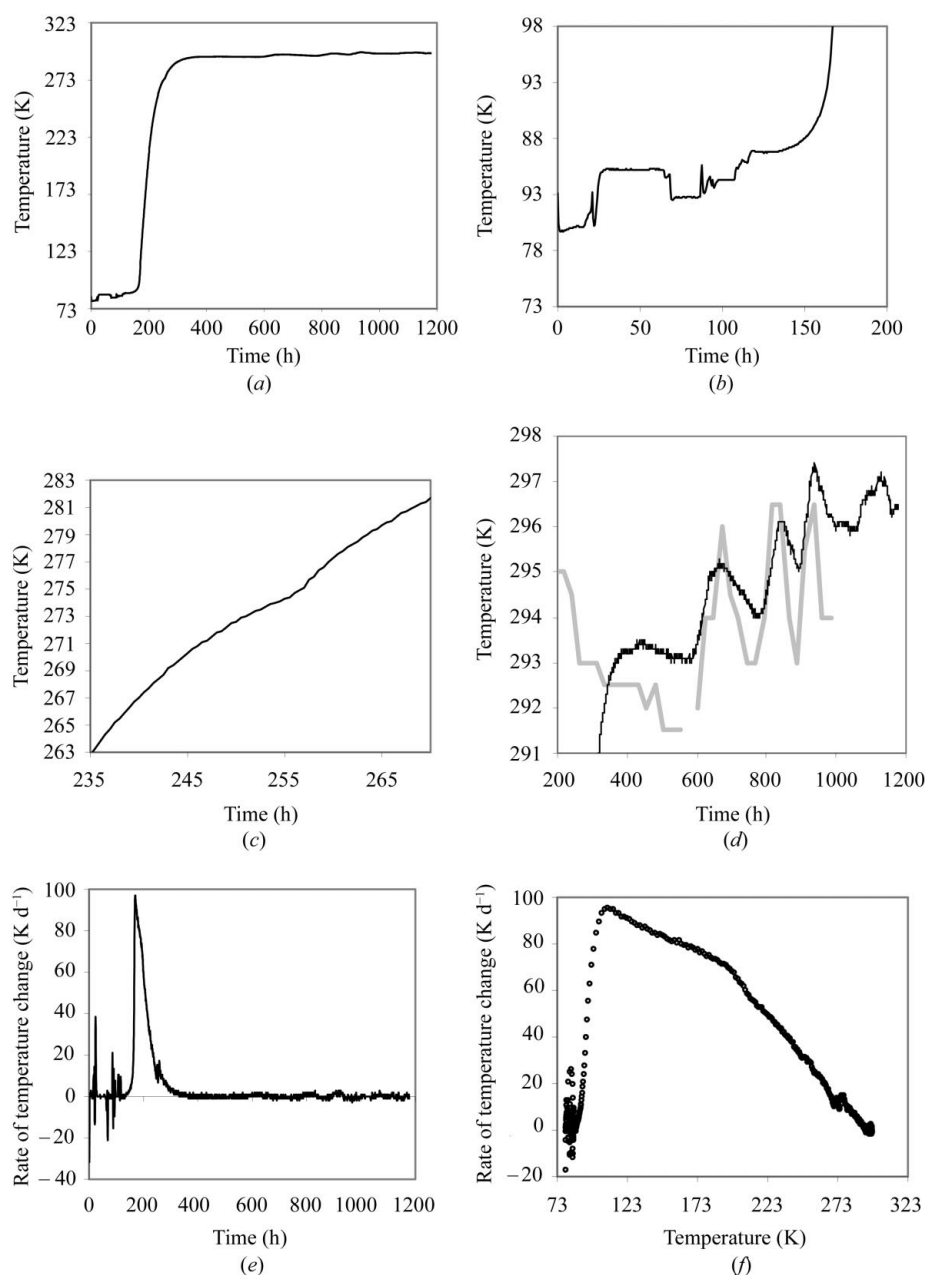 Temperature (K)
323
273
223
173
123
73
0 200 400 600 800 1000 1200
Time (h)
(a)
Temperature (K)
98
93
88
93
78
73
0 50 100 150 200
Time (h)
(b)
Temperature (K)
283
281
279
277
275
273
271
269
267
265
263
235 245 255 265
Time (h)
(c)
Temperature (K)
298
297
296
295
294
293
292
291
200 400 600 800 1000 1200
Time (h)
(d)
Rate of temperature change (K d⁻¹)
100
80
60
40
20
0
−20
−40
0 200 400 600 800 1000 1200
Time (h)
(e)
Rate of temperature change (K d⁻¹)
100
80
60
40
20
0
−20
73 123 173 223 273 323
Temperature (K)
(f)